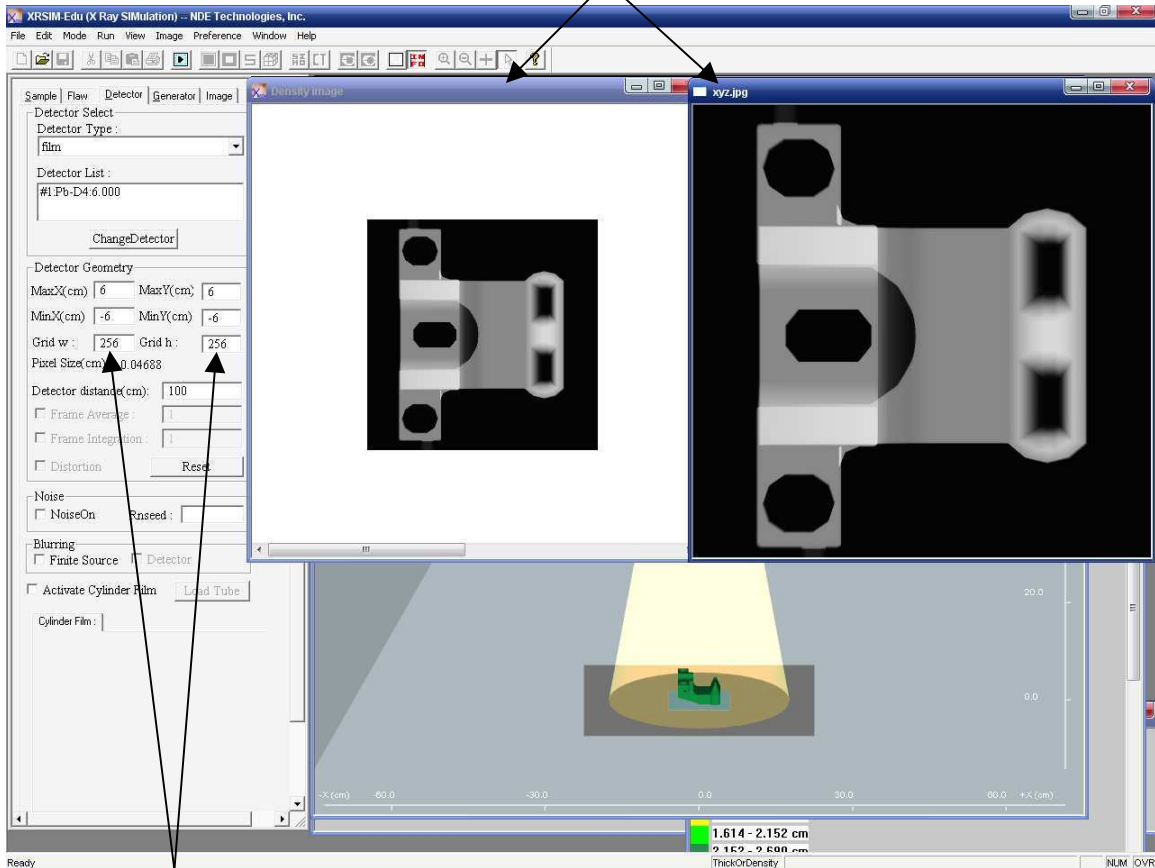 XRSIM-Edu (X Ray SIMulation) -- NDE Technologies, Inc.
File Edit Mode Run View Image Preference Window Help
Sample Flaw Detector Generator Image
Detector Select
Detector Type :
film
Detector List :
#1:Pb-D4:6.000
ChangeDetector
Detector Geometry
MaxX(cm) 6 MaxY(cm) 6
MinX(cm) -6 MinY(cm) -6
Grid w : 256 Grid h : 256
Pixel Size(cm) 0.04688
Detector distance(cm): 100
Frame Average : 1
Frame Integration : 1
Distortion Reset
Noise
NoiseOn Rnseed :
Blurring
Finite Source Detector
Activate Cylinder Film Load Tube
Cylinder Film :
Density image
xyz.jpg
20.0
0.0
-X (cm) -60.0 -30.0 0.0 30.0 60.0 +X (cm)
1.614 - 2.152 cm
2.152 - 2.690 cm
Ready ThickOrDensity NUM OVR